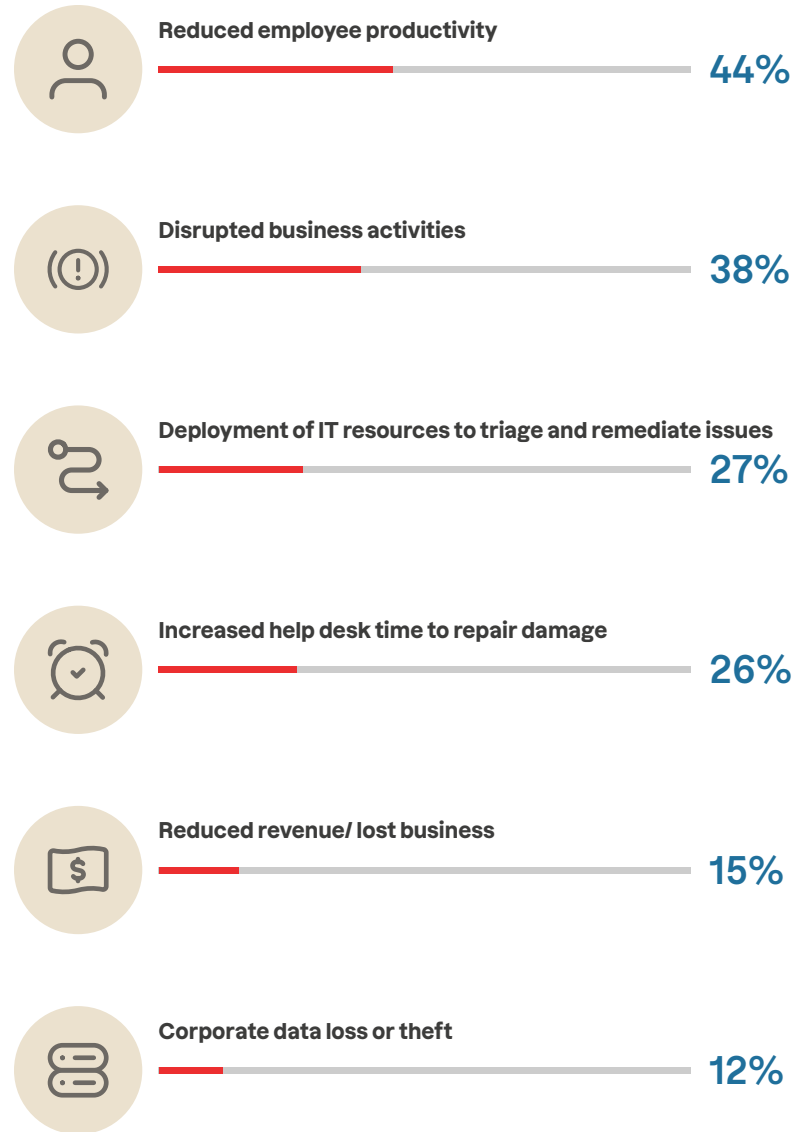 Reduced employee productivity
44%
Disrupted business activities
38%
Deployment of IT resources to triage and remediate issues
27%
Increased help desk time to repair damage
26%
Reduced revenue/ lost business
$
15%
Corporate data loss or theft
12%